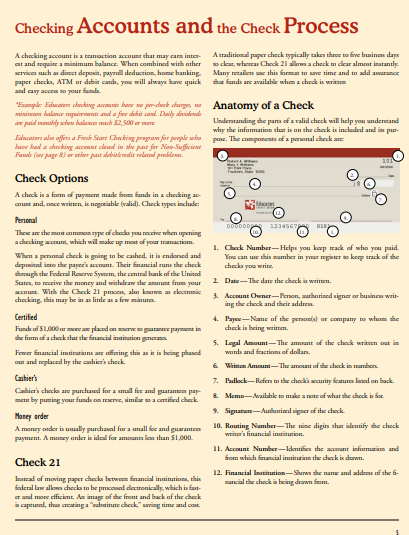 Checking Accounts and the Check Process
A checking account is a transaction account that may earn inter-
est and require a minimum balance. When combined with other
services such as direct deposit, payroll deduction, home banking,
paper checks, ATM or debit cards, you will always have quick
and easy access to your funds.
*Example: Educators checking accounts have no per-check charges, no
minimum balance requirements and a free debit card. Daily dividends
are paid monthly when balances reach $2,500 or more.
Educators also offers a Fresh Start Checking program for people who
have had a checking account closed in the past for Non-Sufficient
Funds (see page 8) or other past debit/credit related problems.
Check Options
A check is a form of payment made from funds in a checking ac-
count and, once written, is negotiable (valid). Check types include:
Personal
These are the most common type of checks you receive when opening
a checking account, which will make up most of your transactions.
When a personal check is going to be cashed, it is endorsed and
deposited into the payee's account. Their financial runs the check
through the Federal Reserve System, the central bank of the United
States, to receive the money and withdraw the amount from your
account. With the Check 21 process, also known as electronic
checking, this may be in as little as a few minutes.
Certified
Funds of $1,000 or more are placed on reserve to guarantee payment in
the form of a check that the financial institution generates.
Fewer financial institutions are offering this as it is being phased
out and replaced by the cashier's check.
Cashier's
Cashier's checks are purchased for a small fee and guarantees pay-
ment by putting your funds on reserve, similar to a certified check.
Money order
A money order is usually purchased for a small fee and guarantees
payment. A money order is ideal for amounts less than $1,000.
Check 21
Instead of moving paper checks between financial institutions, this
federal law allows checks to be processed electronically, which is fast-
er and more efficient. An image of the front and back of the check
is captured, thus creating a "substitute check," saving time and cost.
A traditional paper check typically takes three to five business days
to clear, whereas Check 21 allows a check to clear almost instantly.
Many retailers use this format to save time and to add assurance
that funds are available when a check is written
Anatomy of a Check
Understanding the parts of a valid check will help you understand
why the information that is on the check is included and its pur-
pose. The components of a personal check are:
101
Educators
1. Check Number—Helps you keep track of who you paid.
You can use this number in your register to keep track of the
checks you write.
2. Date—The date the check is written.
3. Account Owner—Person, authorized signer or business writ-
ing the check and their address.
4. Payee—Name of the person(s) or company to whom the
check is being written.
5. Legal Amount—The amount of the check written out in
words and fractions of dollars.
6. Written Amount—The amount of the check in numbers.
7. Padlock—Refers to the check's security features listed on back.
8. Memo—Available to make a note of what the check is for.
9. Signature—Authorized signer of the check.
10. Routing Number—The nine digits that identify the check
writer's financial institution.
11. Account Number—Identifies the account information and
from which financial institution the check is drawn.
12. Financial Institution—Shows the name and address of the fi-
nancial the check is being drawn from.
5